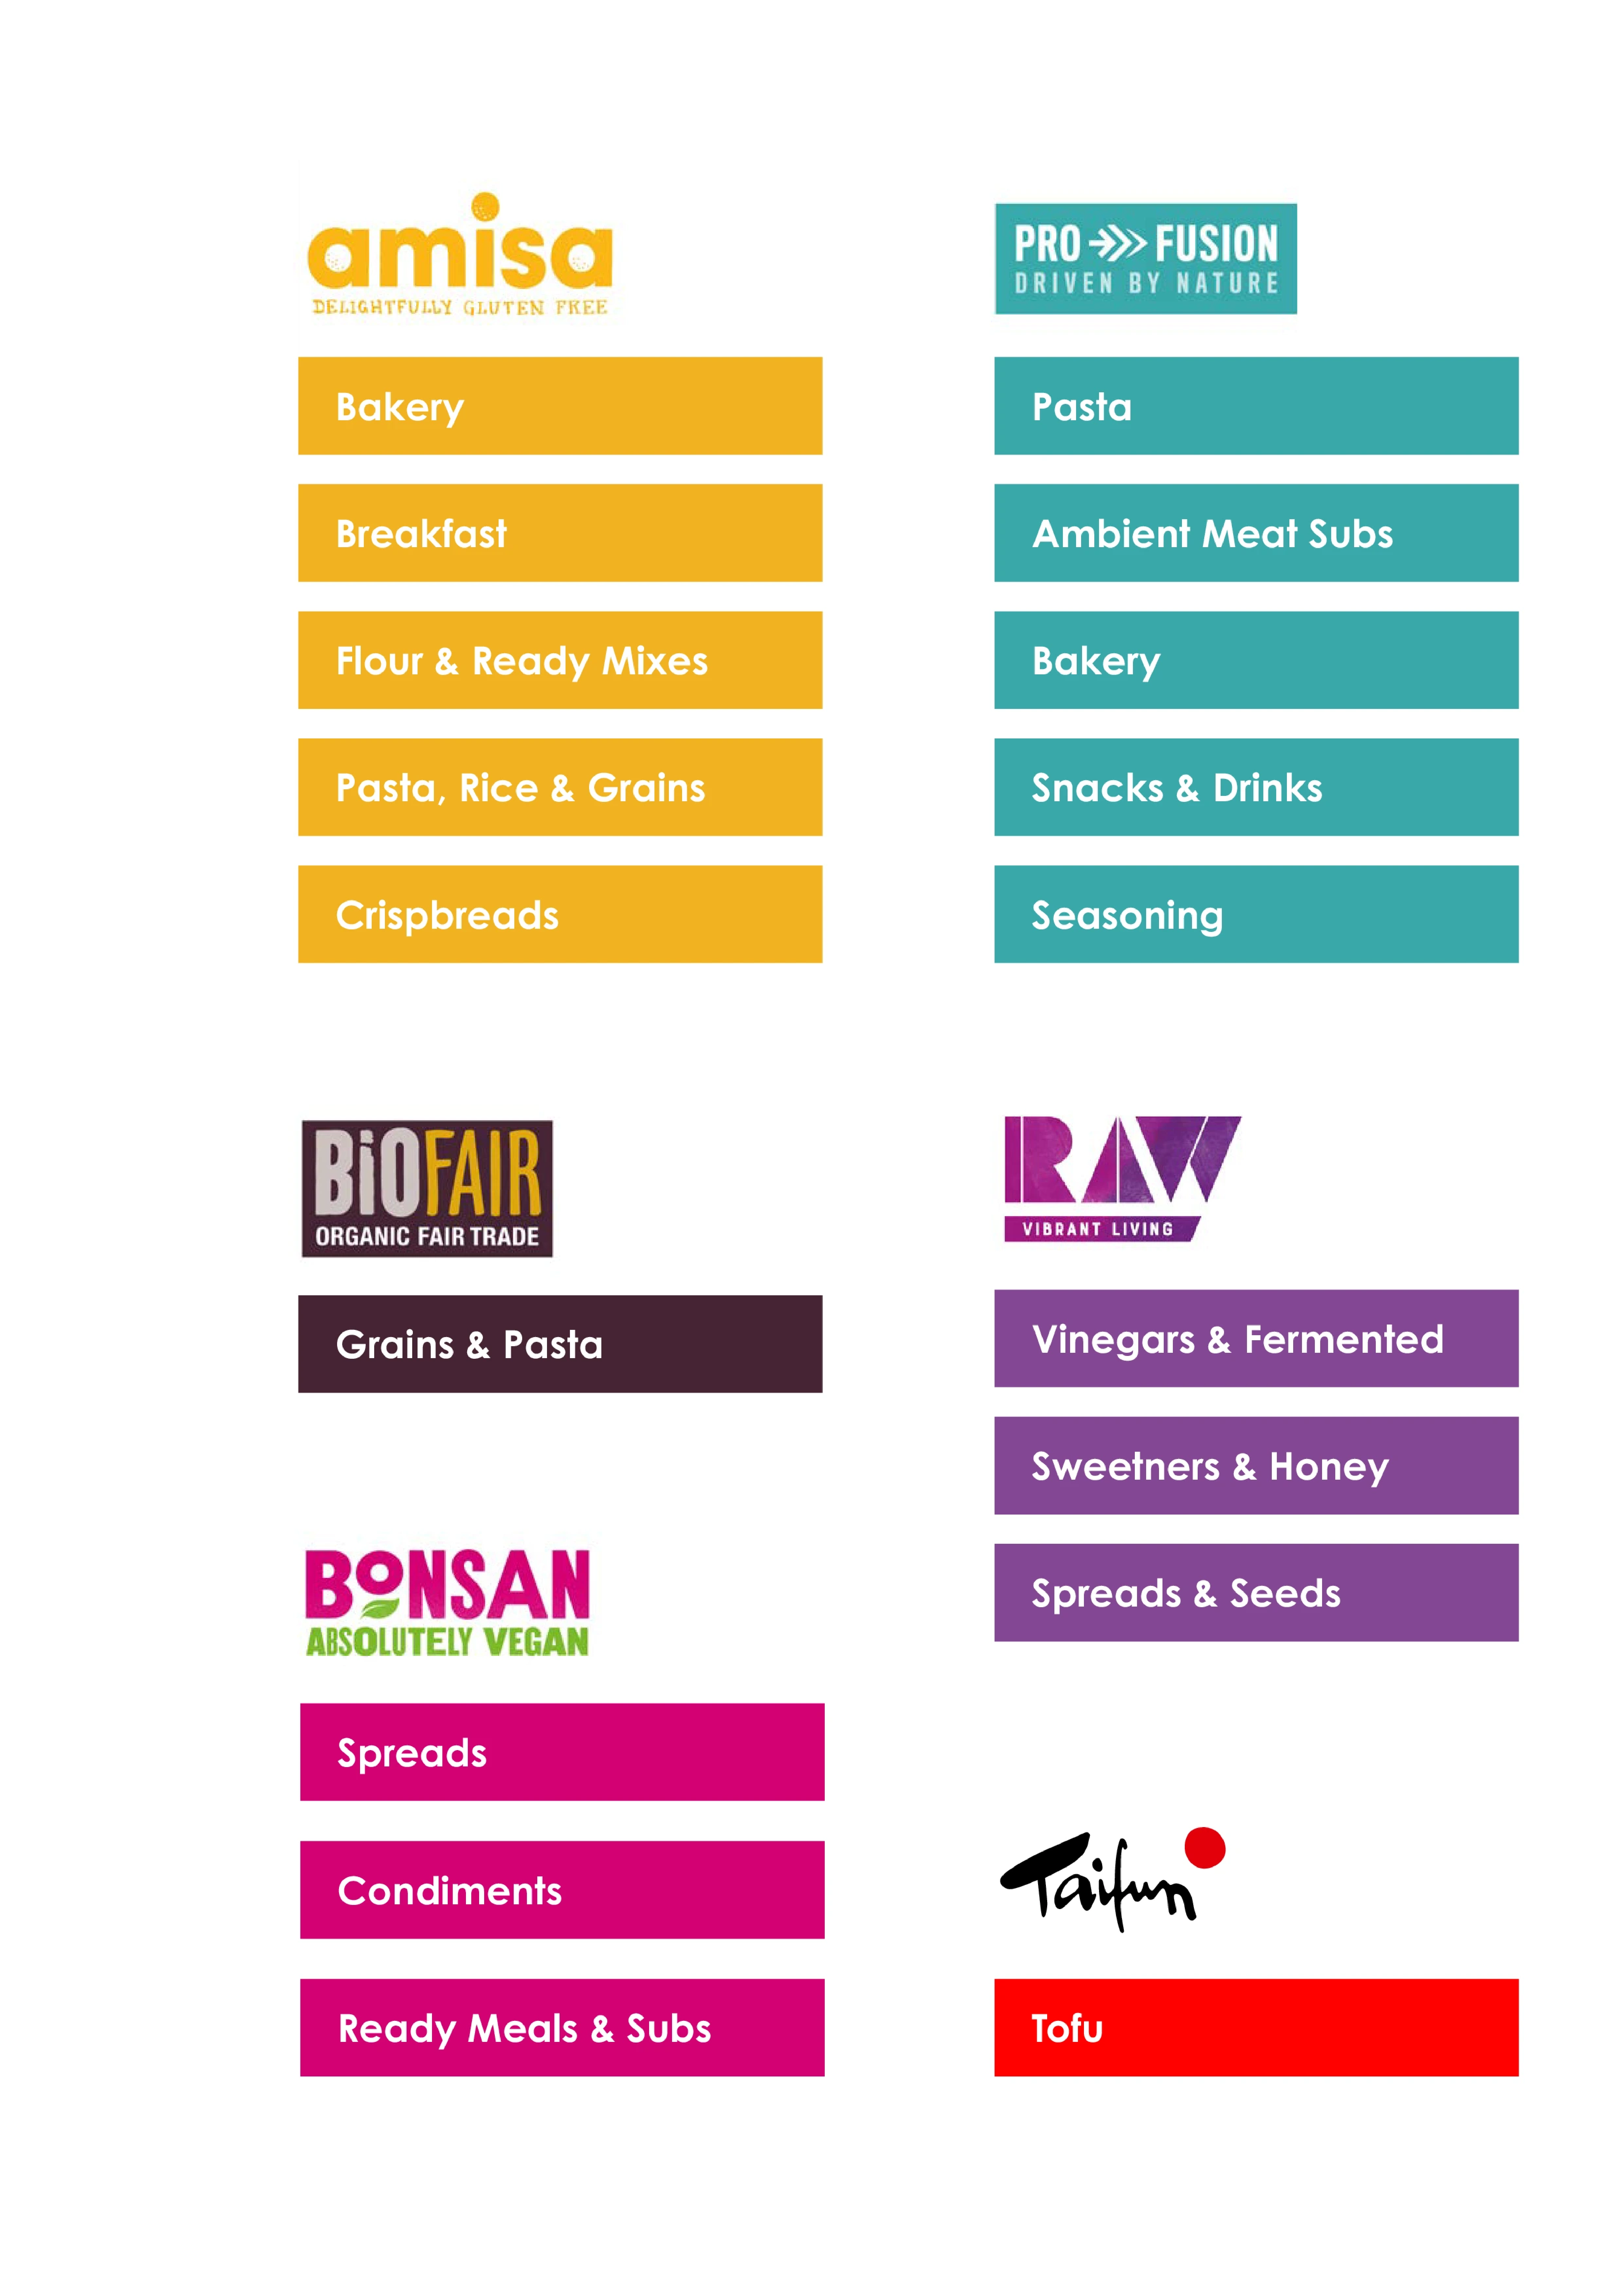 amisa
DELIGHTFULLY GLUTEN FREE
Bakery
Breakfast
Flour & Ready Mixes
Pasta, Rice & Grains
Crispbreads
PRO FUSION
DRIVEN BY NATURE
Pasta
Ambient Meat Subs
Bakery
Snacks & Drinks
Seasoning
BiOFAIR
ORGANIC FAIR TRADE
Grains & Pasta
RAW
VIBRANT LIVING
Vinegars & Fermented
Sweetners & Honey
Spreads & Seeds
BONSAN
ABSOLUTELY VEGAN
Spreads
Condiments
Ready Meals & Subs
Taifun
Tofu